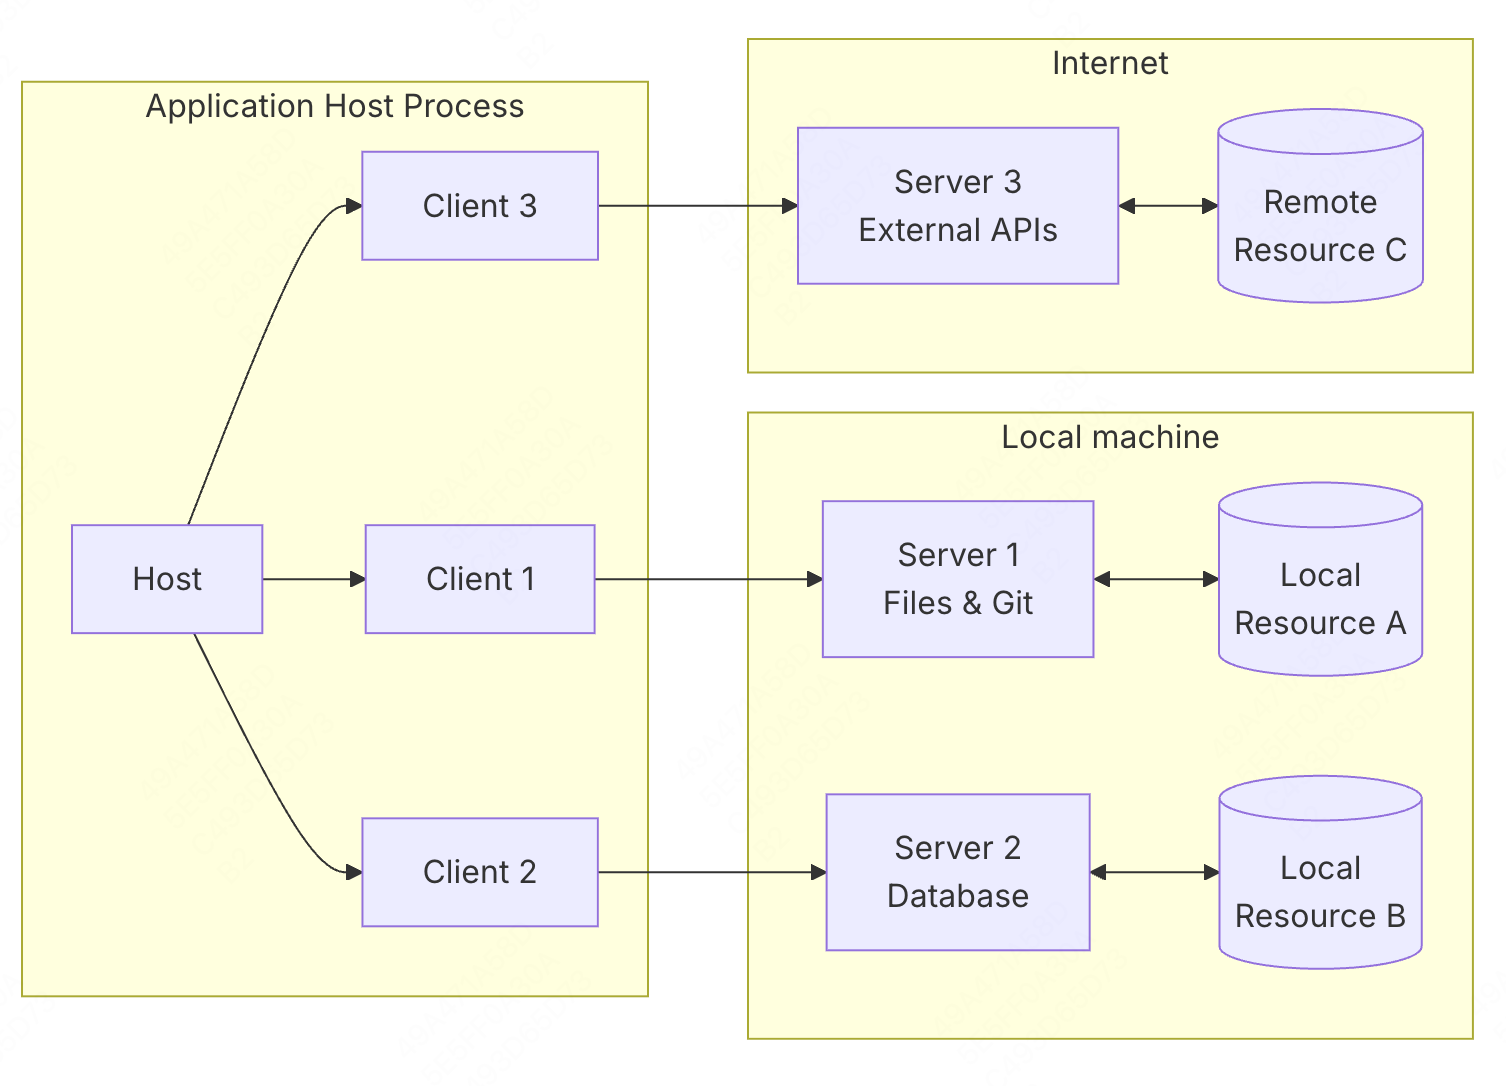 Application Host Process
Host
Client 3
Client 1
Client 2
Internet
Server 3
External APIs
Remote
Resource C
Local machine
Server 1
Files & Git
Local
Resource A
Server 2
Database
Local
Resource B